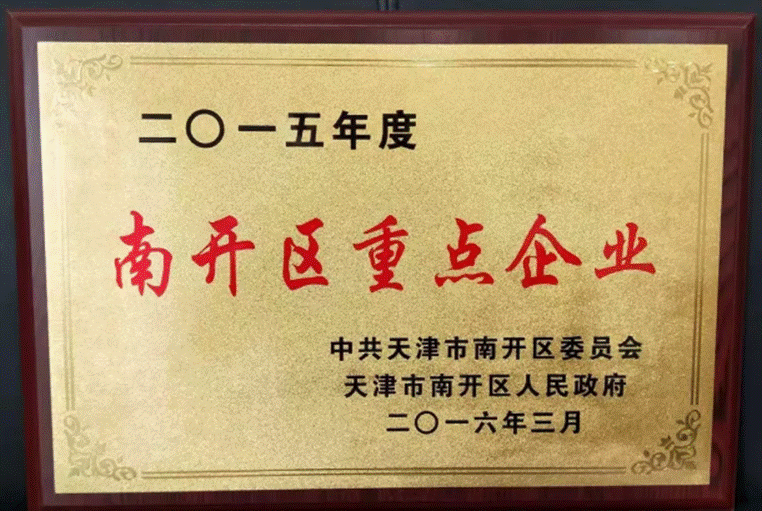 二〇一五年度
南开区重点企业
中共天津市南开区委员会
天津市南开区人民政府
二〇一六年三月